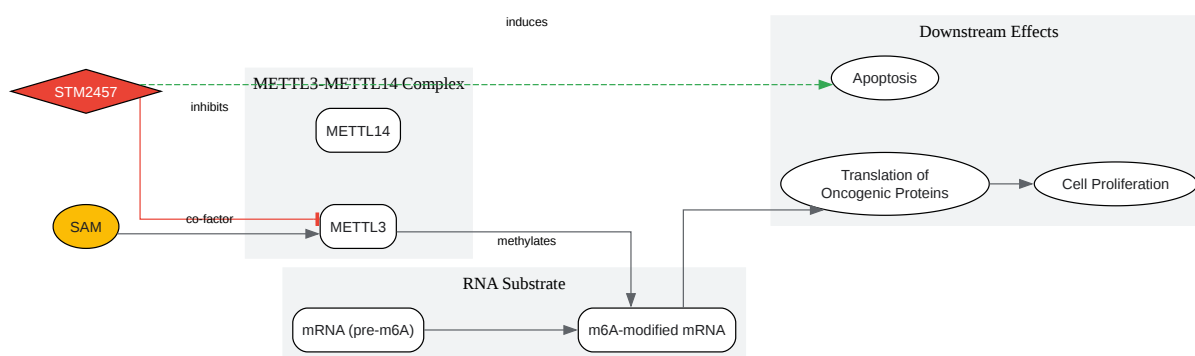 induces
Downstream Effects
STM2457
METTL3-METTL14 Complex
Apoptosis
inhibits
METTL14
Translation of
Oncogenic Proteins
Cell Proliferation
SAM
co-factor
METTL3
methylates
RNA Substrate
mRNA (pre-m6A)
m6A-modified mRNA